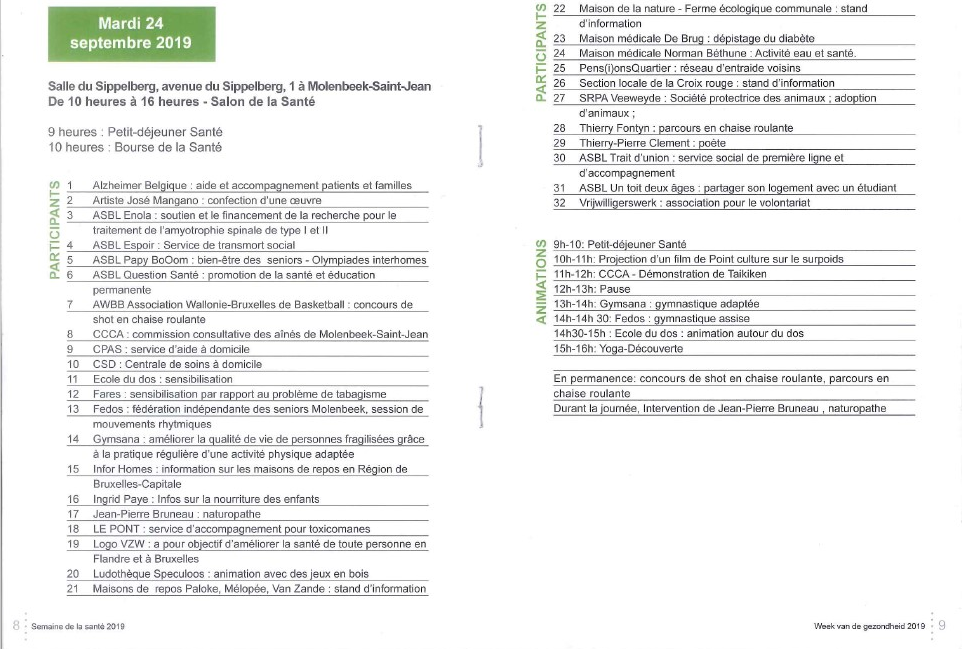 Mardi 24
septembre 2019
Salle du Sippelberg, avenue du Sippelberg, 1 à Molenbeek-Saint-Jean
De 10 heures à 16 heures - Salon de la Santé
9 heures : Petit-déjeuner Santé
10 heures : Bourse de la Santé
PARTICIPANTS
1 Alzheimer Belgique : aide et accompagnement patients et familles
2 Artiste José Mangano : confection d'une œuvre
3 ASBL Enola : soutien et le financement de la recherche pour le
traitement de l'amyotrophie spinale de type I et II
4 ASBL Espoir : Service de transmort social
5 ASBL Papy BoOom : bien-être des seniors - Olympiades interhomes
6 ASBL Question Santé : promotion de la santé et éducation
permanente
7 AWBB Association Wallonie-Bruxelles de Basketball : concours de
shot en chaise roulante
8 CCCA : commission consultative des aînés de Molenbeek-Saint-Jean
9 CPAS : service d'aide à domicile
10 CSD : Centrale de soins à domicile
11 Ecole du dos : sensibilisation
12 Fares : sensibilisation par rapport au problème de tabagisme
13 Fedos : fédération indépendante des seniors Molenbeek, session de
mouvements rhytmiques
14 Gymsana : améliorer la qualité de vie de personnes fragilisées grâce
à la pratique régulière d'une activité physique adaptée
15 Infor Homes : information sur les maisons de repos en Région de
Bruxelles-Capitale
16 Ingrid Paye : Infos sur la nourriture des enfants
17 Jean-Pierre Bruneau : naturopathe
18 LE PONT : service d'accompagnement pour toxicomanes
19 Logo VZW : a pour objectif d'améliorer la santé de toute personne en
Flandre et à Bruxelles
20 Ludothèque Speculoos : animation avec des jeux en bois
21 Maisons de repos Paloke, Mélopée, Van Zande : stand d'information
8 Semaine de la santé 2019
PARTICIPANTS
22 Maison de la nature - Ferme écologique communale : stand
d'information
23 Maison médicale De Brug : dépistage du diabète
24 Maison médicale Norman Béthune : Activité eau et santé.
25 Pens(i)onsQuartier : réseau d'entraide voisins
26 Section locale de la Croix rouge : stand d'information
27 SRPA Veeweyde : Société protectrice des animaux ; adoption
d'animaux ;
28 Thierry Fontyn : parcours en chaise roulante
29 Thierry-Pierre Clement : poète
30 ASBL Trait d'union : service social de première ligne et
d'accompagnement
31 ASBL Un toit deux âges : partager son logement avec un étudiant
32 Vrijwilligerswerk : association pour le volontariat
ANIMATIONS
9h-10: Petit-déjeuner Santé
10h-11h: Projection d'un film de Point culture sur le surpoids
11h-12h: CCCA - Démonstration de Taikiken
12h-13h: Pause
13h-14h: Gymsana : gymnastique adaptée
14h-14h 30: Fedos : gymnastique assise
14h30-15h : Ecole du dos : animation autour du dos
15h-16h: Yoga-Découverte
En permanence: concours de shot en chaise roulante, parcours en
chaise roulante
Durant la journée, Intervention de Jean-Pierre Bruneau , naturopathe
Week van de gezondheid 2019 9